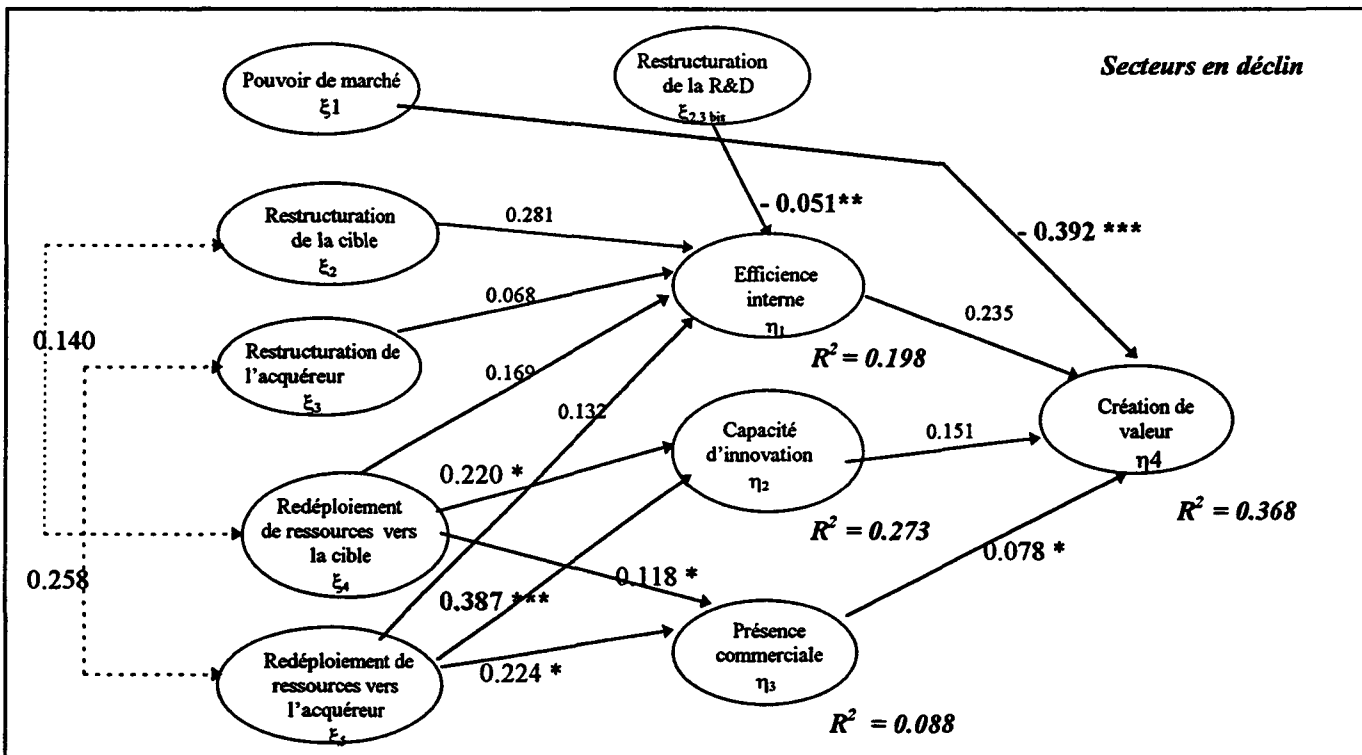 Secteurs en déclin
Pouvoir de marché
ξ1
Restructuration
de la R&D
ξ2.3 bis
- 0.051**
- 0.392 ***
Restructuration
de la cible
ξ2
0.281
Efficience
interne
η1
R² = 0.198
0.235
0.068
0.140
Restructuration de
l'acquéreur
ξ3
0.169
0.132
Capacité
d'innovation
η2
R² = 0.273
0.151
Création de
valeur
η4
R² = 0.368
0.220 *
Redéploiement
de ressources vers
la cible
ξ4
0.118 *
0.078 *
0.258
0.387 ***
0.224 *
Redéploiement de
ressources vers
l'acquéreur
ξ5
Présence
commerciale
η3
R² = 0.088